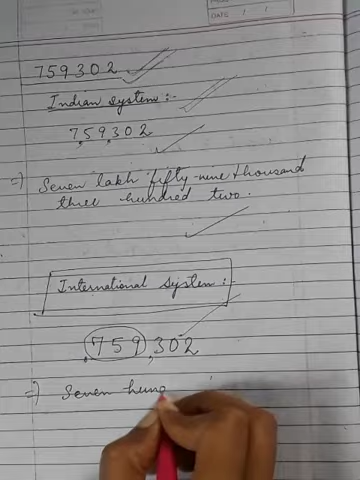 DATE / /
759302
Indian system :-
7,59,302
=) Seven lakh fifty-nine thousand
three hundred two.
International System :-
,759,302
=) Seven hun